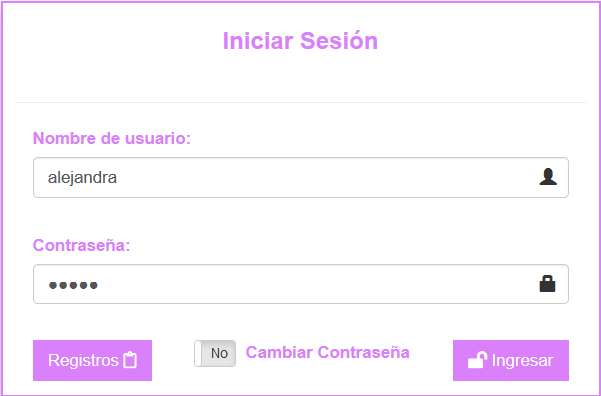 Iniciar Sesión
Nombre de usuario:
alejandra
Contraseña:
●●●●●
Registros No Cambiar Contraseña Ingresar